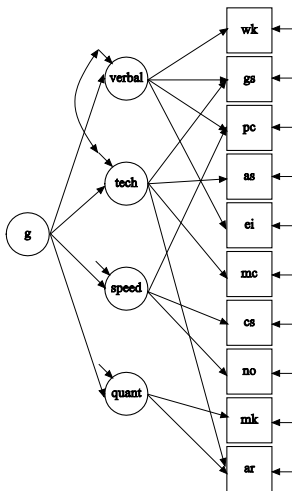 wk
verbal
gs
pc
as
tech
g
ei
mc
speed
cs
no
quant
mk
ar